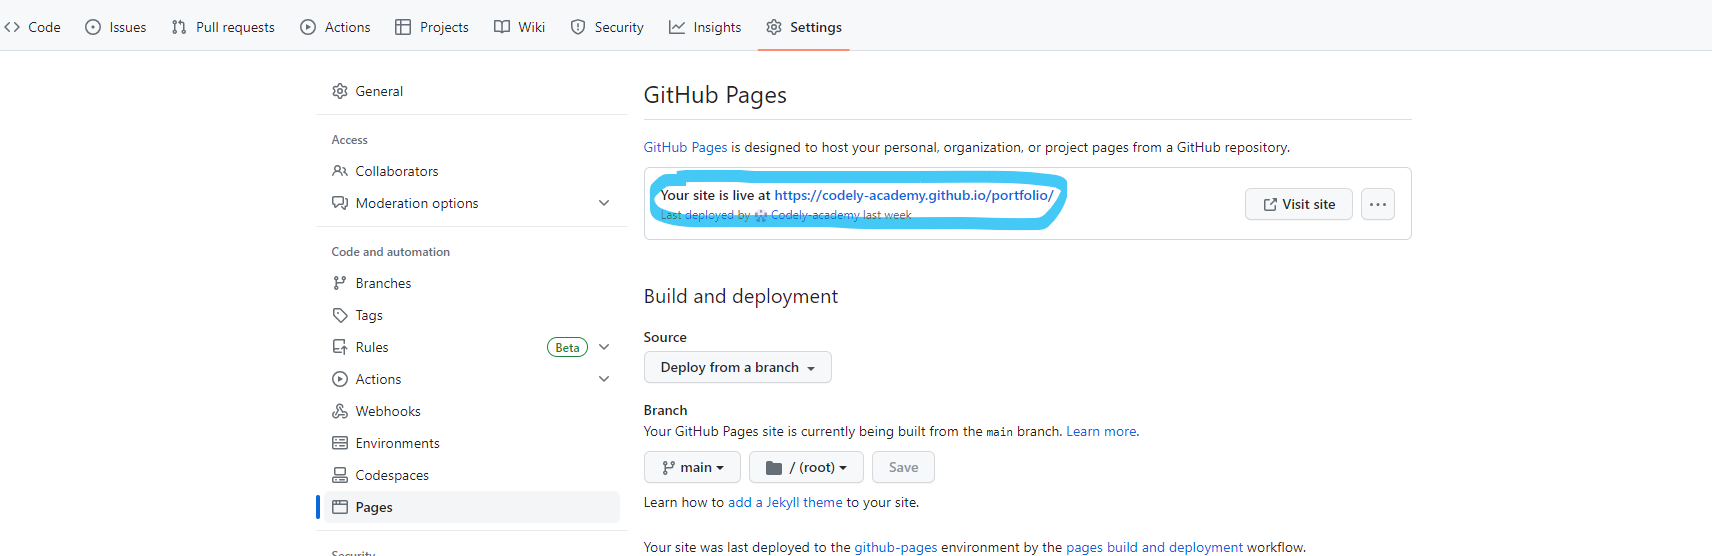 Code Issues Pull requests Actions Projects Wiki Security Insights Settings
General
Access
Collaborators
Moderation options
Code and automation
Branches
Tags
Rules Beta
Actions
Webhooks
Environments
Codespaces
Pages
Security
GitHub Pages
GitHub Pages is designed to host your personal, organization, or project pages from a GitHub repository.
Your site is live at https://codely-academy.github.io/portfolio/
Last deployed by Codely-academy last week
Visit site
Build and deployment
Source
Deploy from a branch
Branch
Your GitHub Pages site is currently being built from the main branch. Learn more.
main / (root) Save
Learn how to add a Jekyll theme to your site.
Your site was last deployed to the github-pages environment by the pages build and deployment workflow.